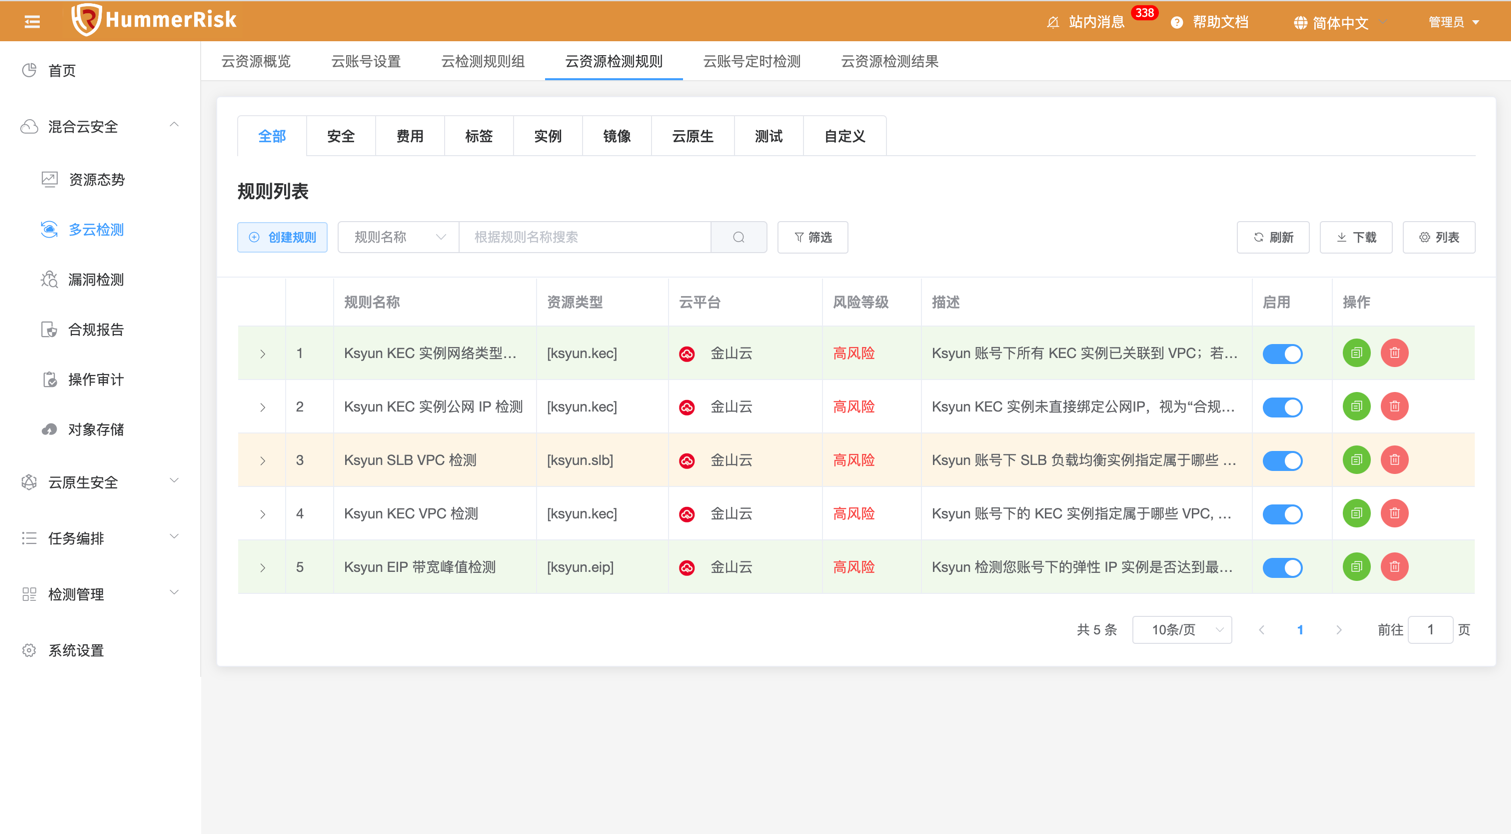 HummerRisk
站内消息
338
帮助文档
简体中文
管理员
首页
混合云安全
资源态势
多云检测
漏洞检测
合规报告
操作审计
对象存储
云原生安全
任务编排
检测管理
系统设置
云资源概览
云账号设置
云检测规则组
云资源检测规则
云账号定时检测
云资源检测结果
全部
安全
费用
标签
实例
镜像
云原生
测试
自定义
规则列表
创建规则
规则名称
根据规则名称搜索
筛选
刷新
下载
列表
规则名称 资源类型 云平台 风险等级 描述 启用 操作
1 Ksyun KEC 实例网络类型... [ksyun.kec] 金山云 高风险 Ksyun 账号下所有 KEC 实例已关联到 VPC；若...
2 Ksyun KEC 实例公网 IP 检测 [ksyun.kec] 金山云 高风险 Ksyun KEC 实例未直接绑定公网IP，视为“合规...
3 Ksyun SLB VPC 检测 [ksyun.slb] 金山云 高风险 Ksyun 账号下 SLB 负载均衡实例指定属于哪些 ...
4 Ksyun KEC VPC 检测 [ksyun.kec] 金山云 高风险 Ksyun 账号下的 KEC 实例指定属于哪些 VPC, ...
5 Ksyun EIP 带宽峰值检测 [ksyun.eip] 金山云 高风险 Ksyun 检测您账号下的弹性 IP 实例是否达到最...
共 5 条 10条/页 1 前往 1 页